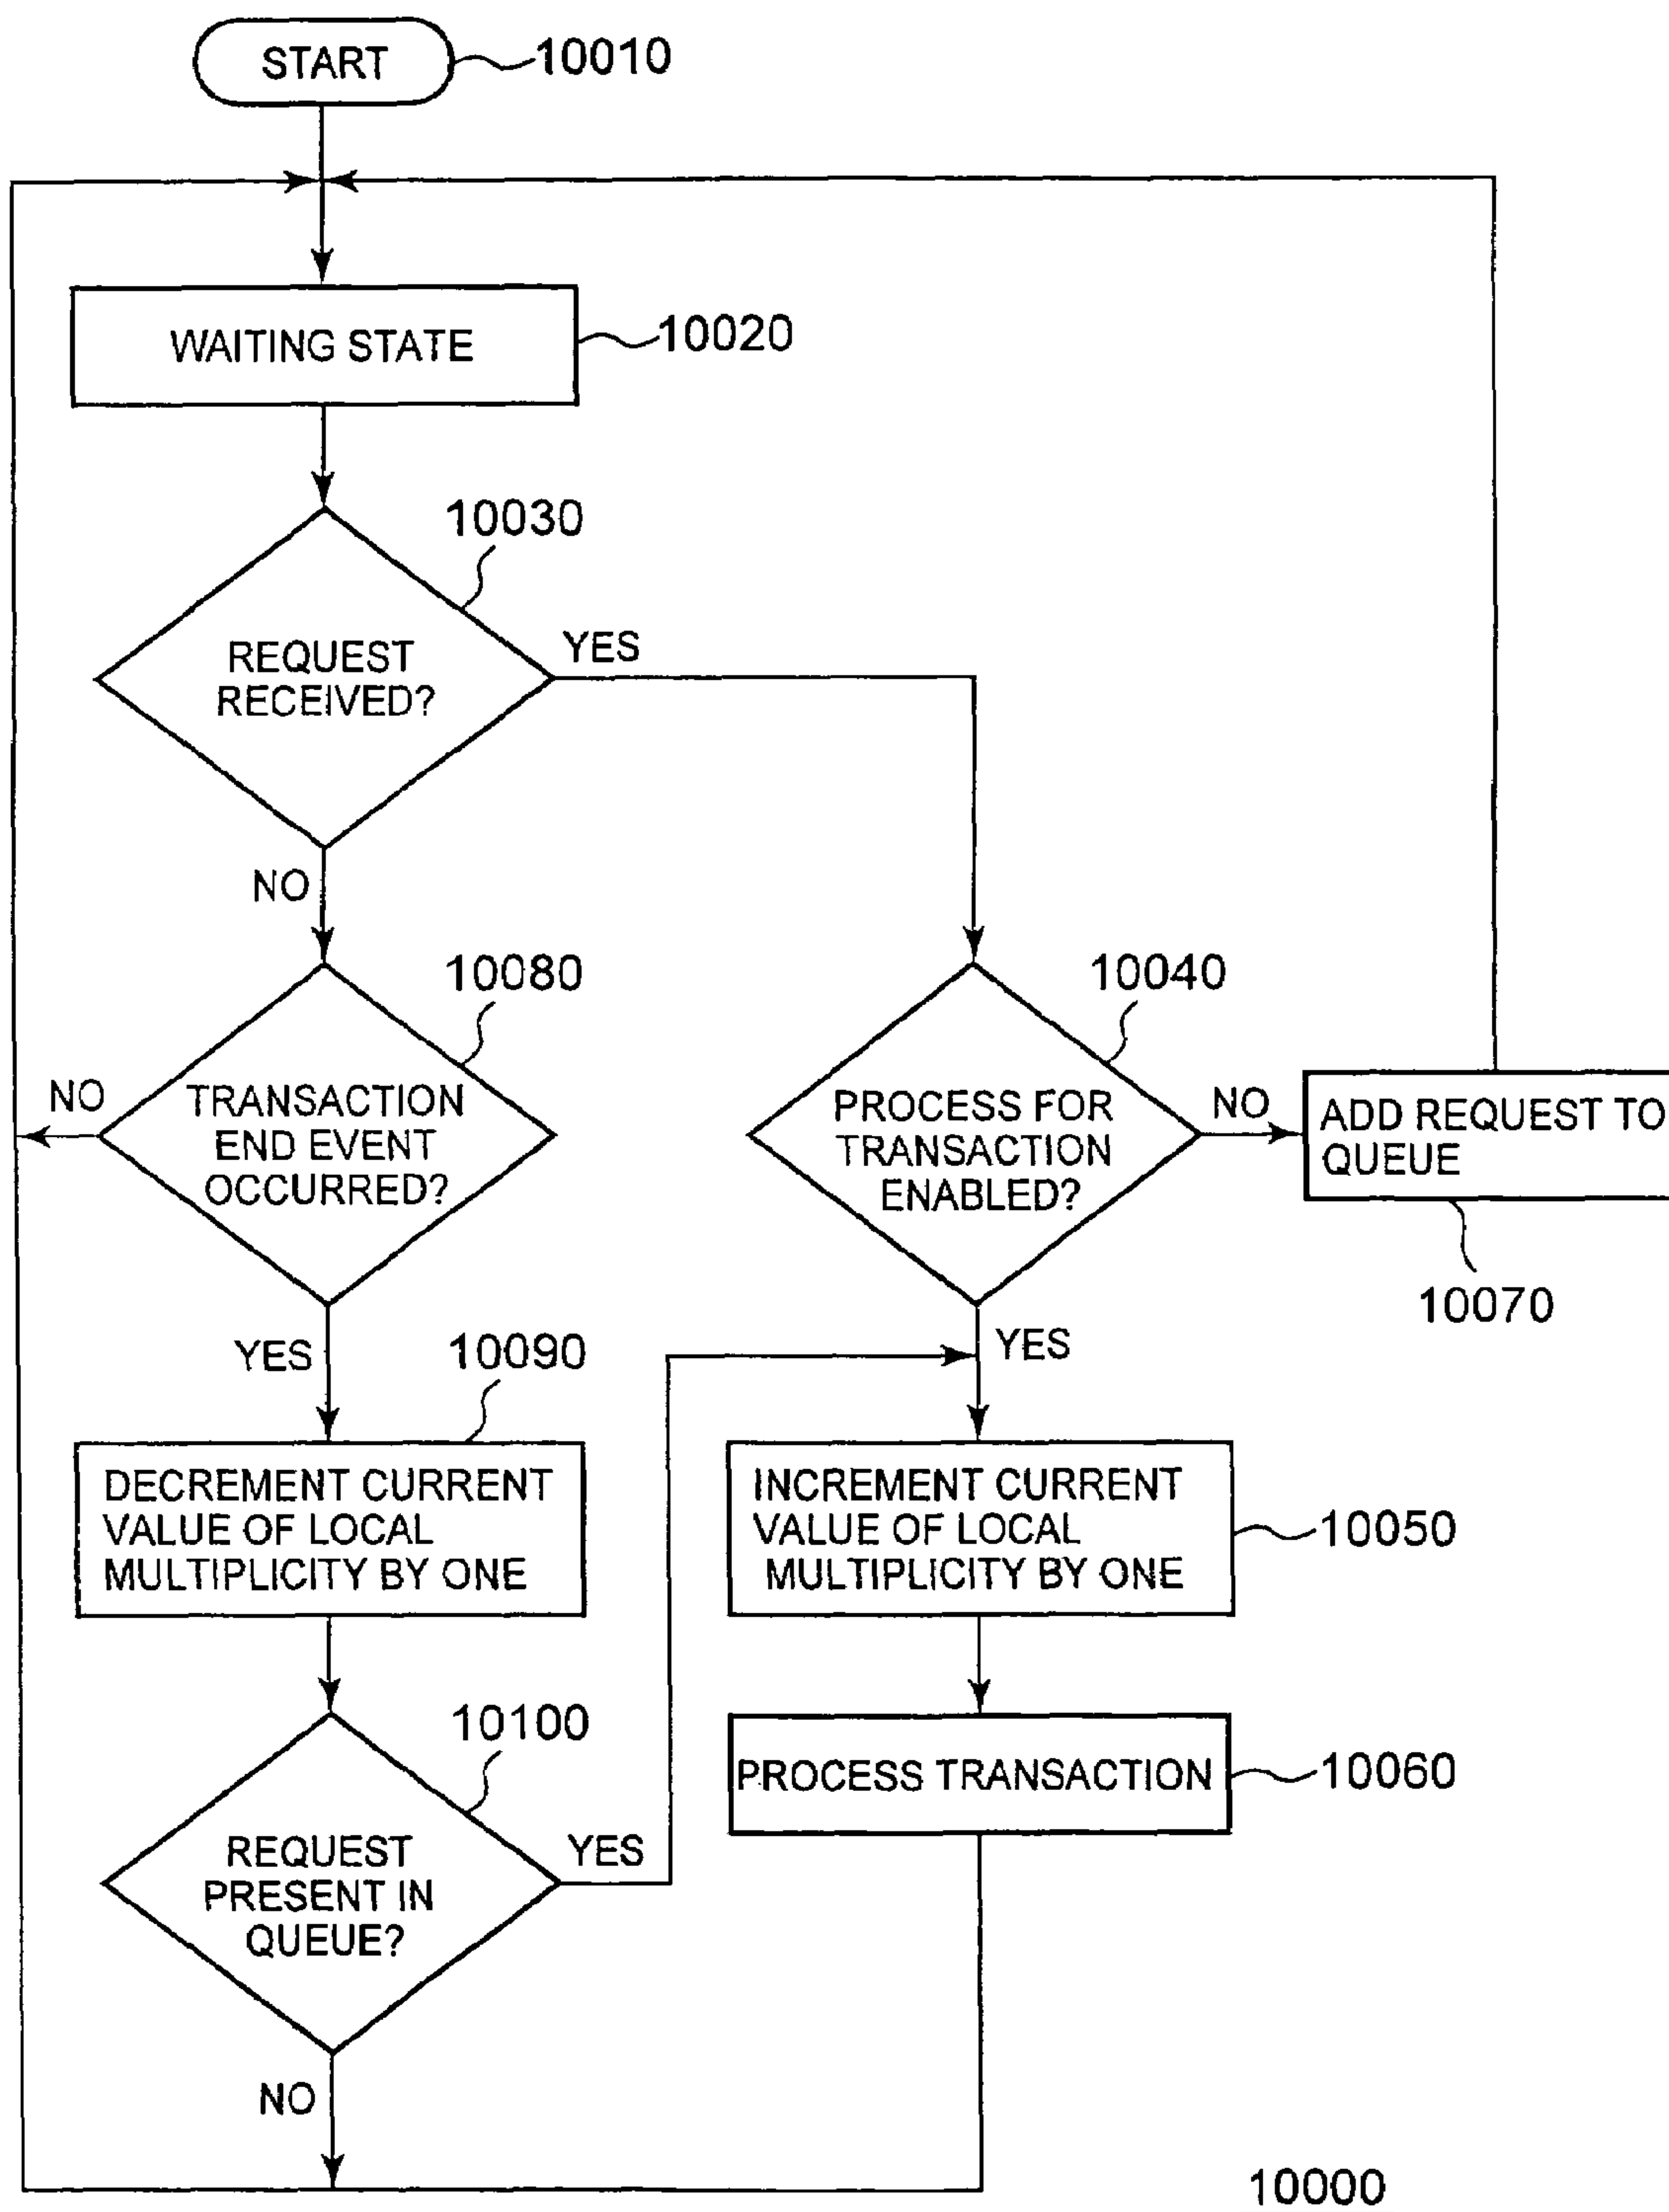 START
10010
WAITING STATE
10020
10030
REQUEST
RECEIVED?
YES
NO
10080
TRANSACTION
END EVENT
OCCURRED?
NO
YES
10040
PROCESS FOR
TRANSACTION
ENABLED?
NO
YES
ADD REQUEST TO
QUEUE
10070
10090
DECREMENT CURRENT
VALUE OF LOCAL
MULTIPLICITY BY ONE
INCREMENT CURRENT
VALUE OF LOCAL
MULTIPLICITY BY ONE
10050
10100
REQUEST
PRESENT IN
QUEUE?
YES
NO
PROCESS TRANSACTION
10060
10000